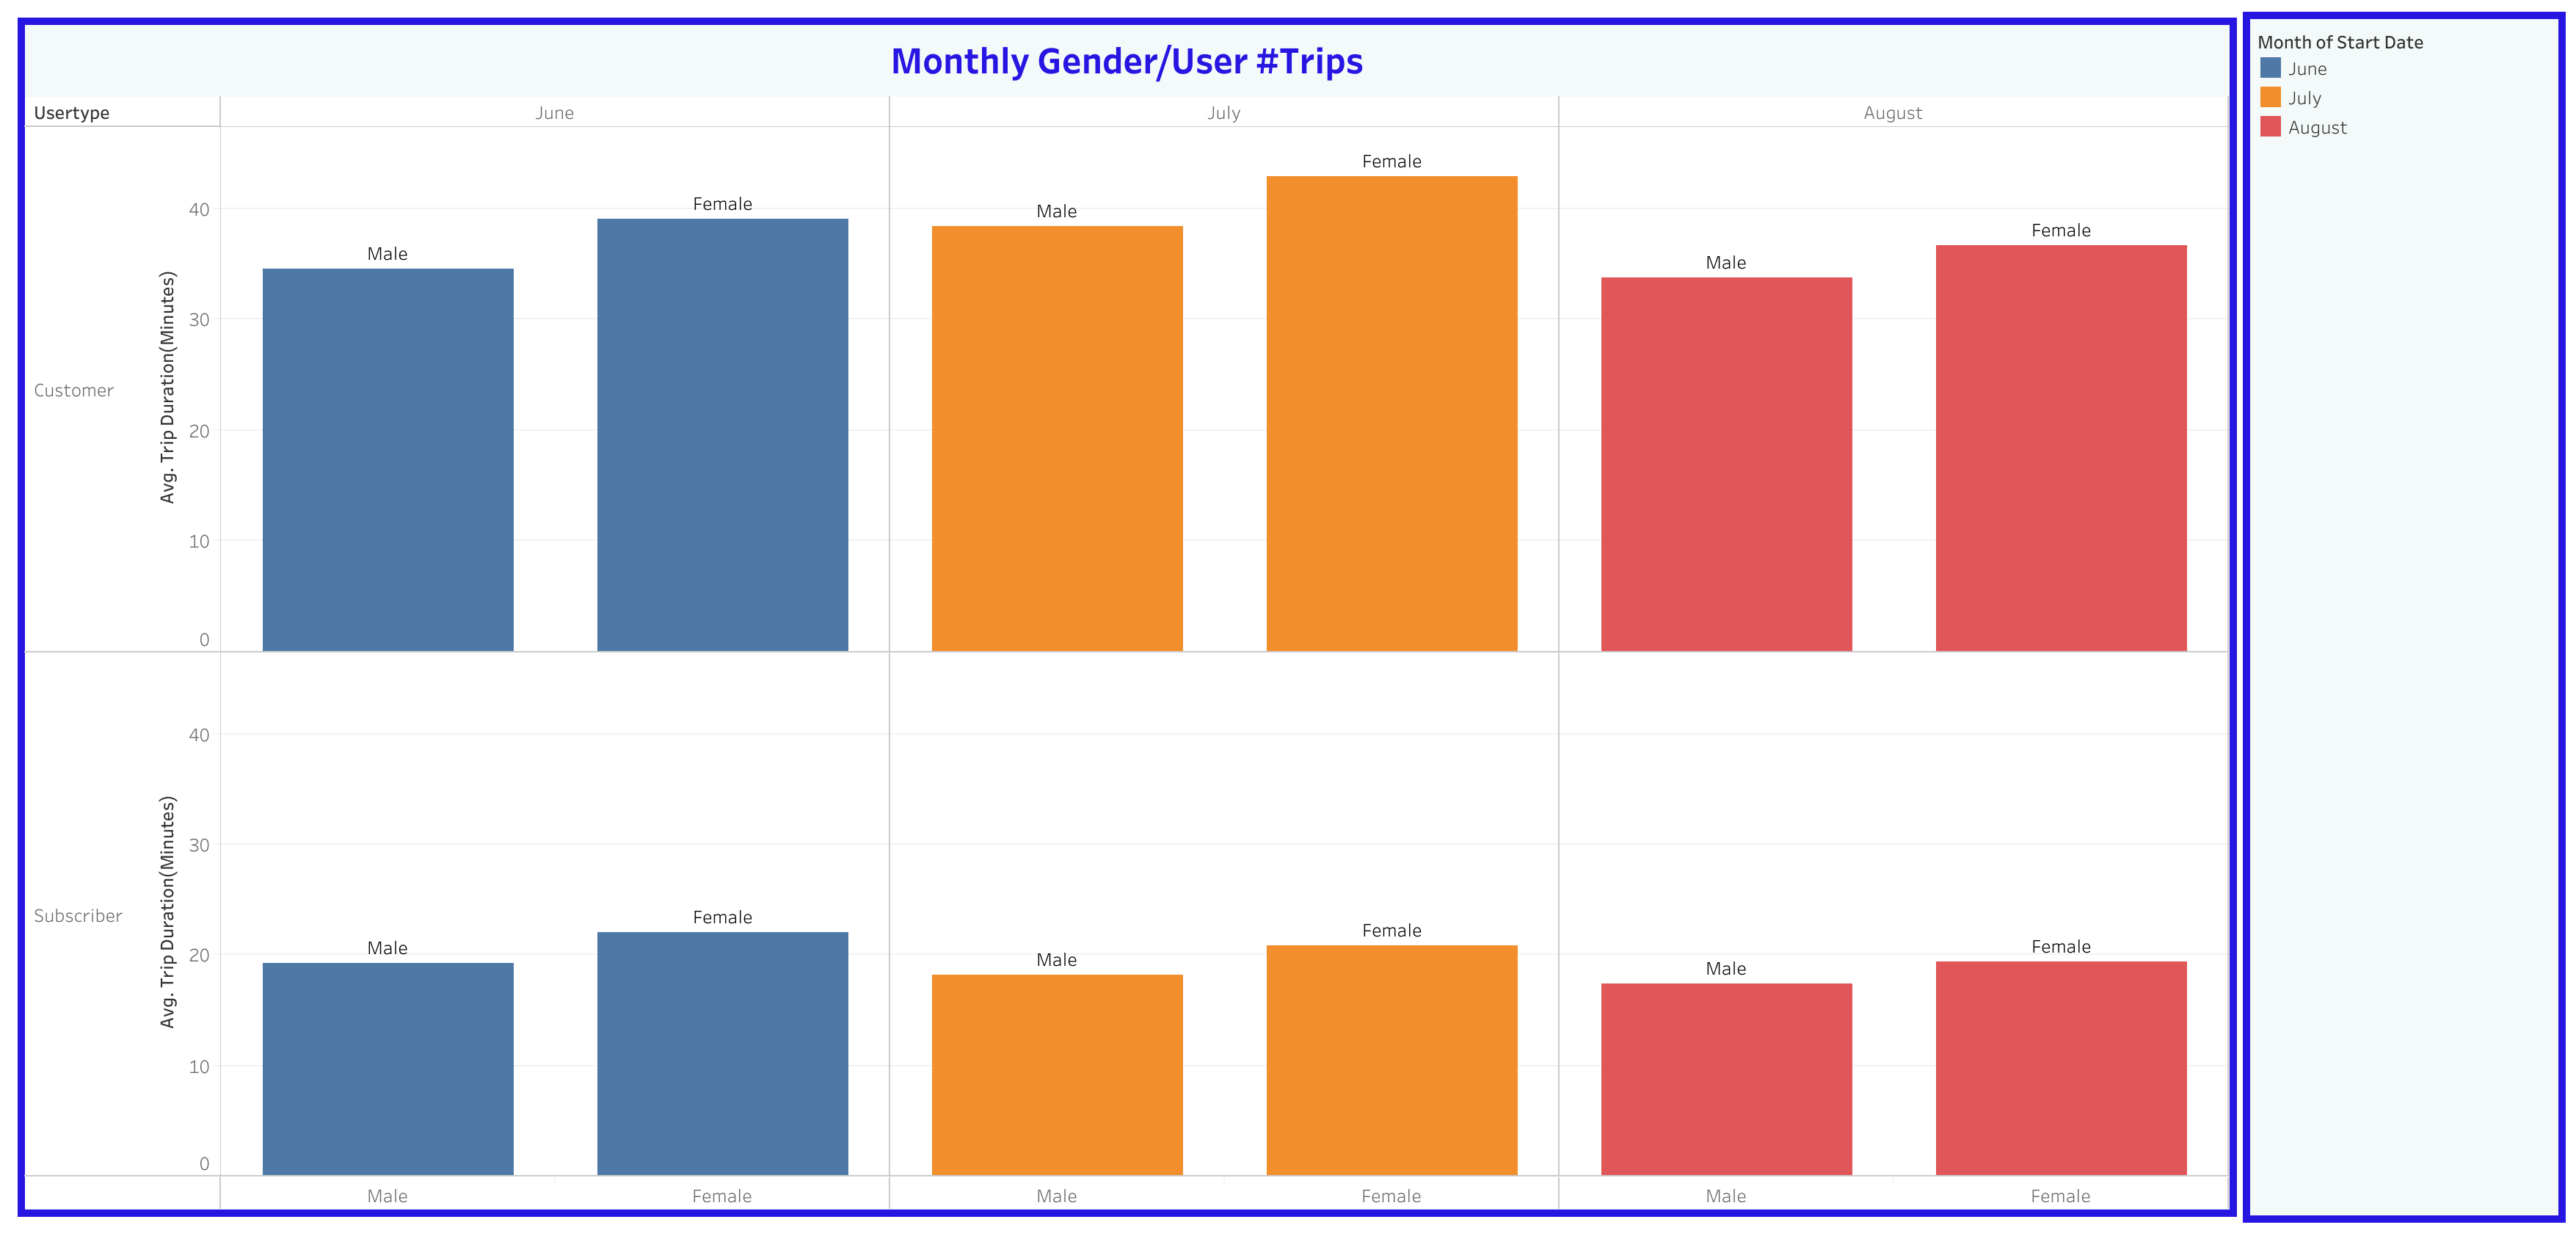 Monthly Gender/User #Trips
Usertype
June
July
August
Customer
Avg. Trip Duration(Minutes)
40
30
20
10
0
Male
Female
Male
Female
Male
Female
Subscriber
Avg. Trip Duration(Minutes)
40
30
20
10
0
Male
Female
Male
Female
Male
Female
Male
Female
Male
Female
Male
Female
Month of Start Date
June
July
August